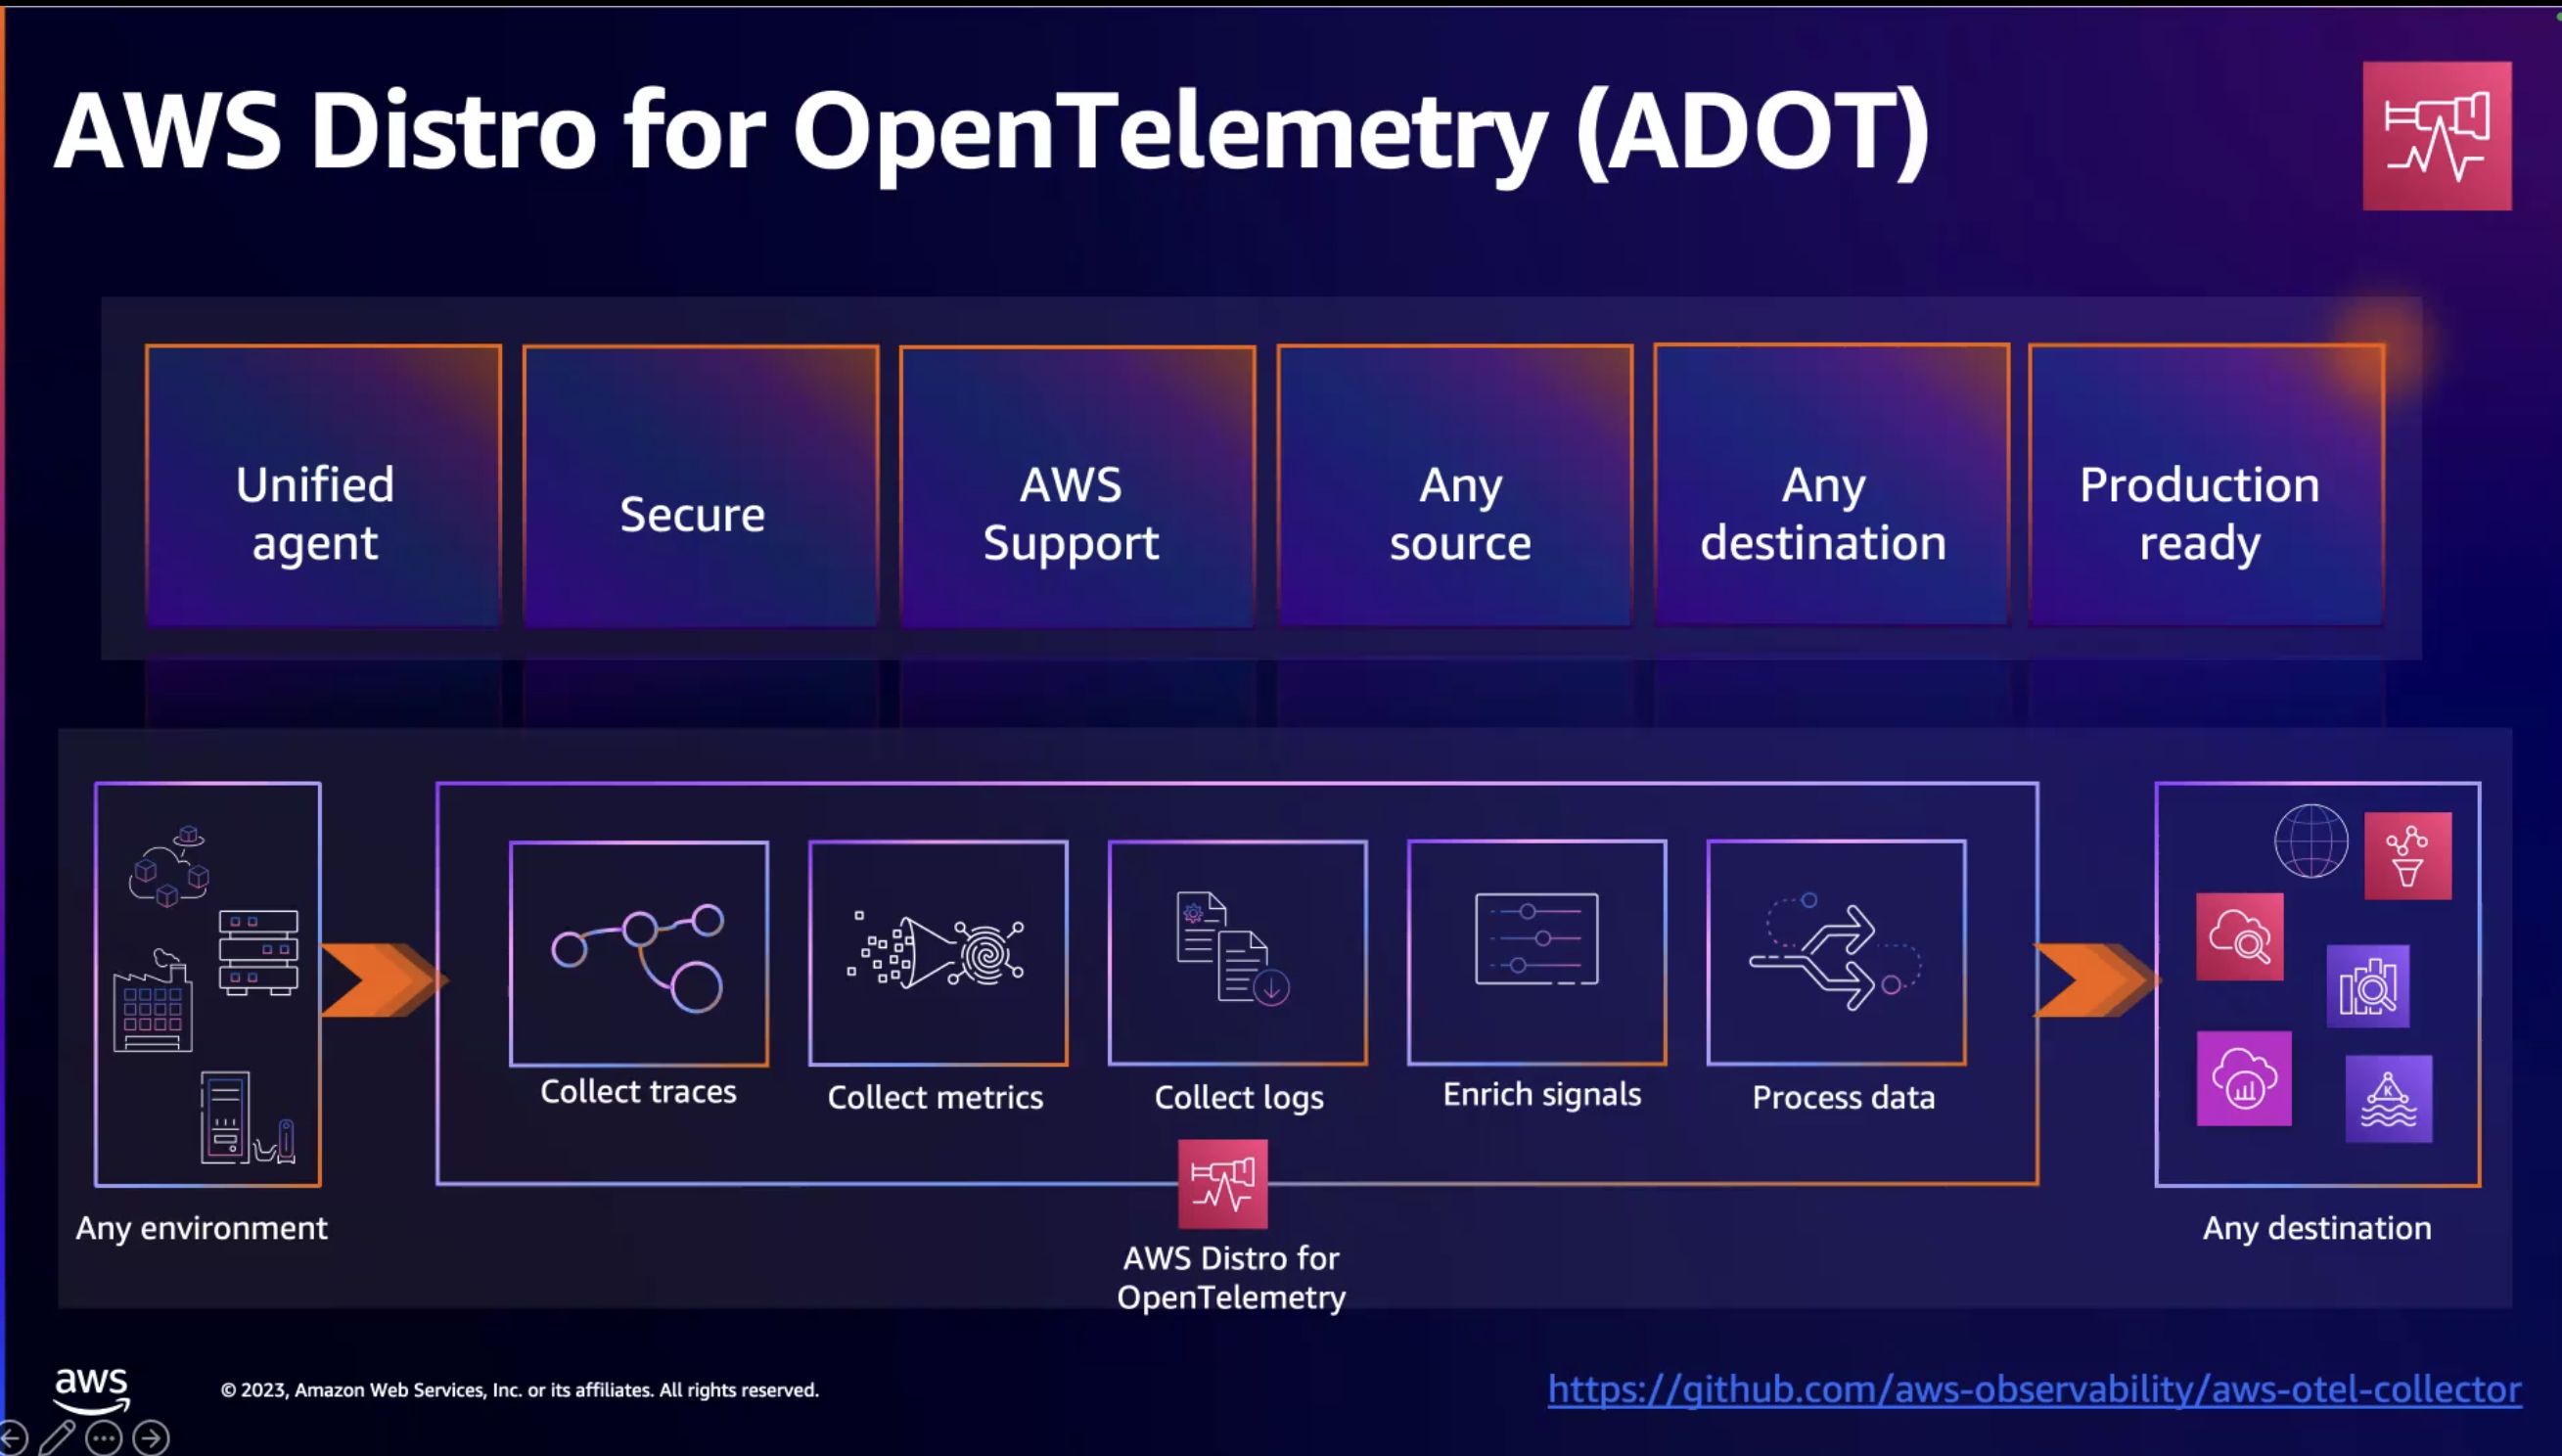 AWS Distro for OpenTelemetry (ADOT)
Unified
agent
Secure
AWS
Support
Any
source
Any
destination
Production
ready
Collect traces
Collect metrics
Collect logs
Enrich signals
Process data
Any environment
AWS Distro for
OpenTelemetry
K
Any destination
aws
© 2023, Amazon Web Services, Inc. or its affiliates. All rights reserved.
https://github.com/aws-observability/aws-otel-collector